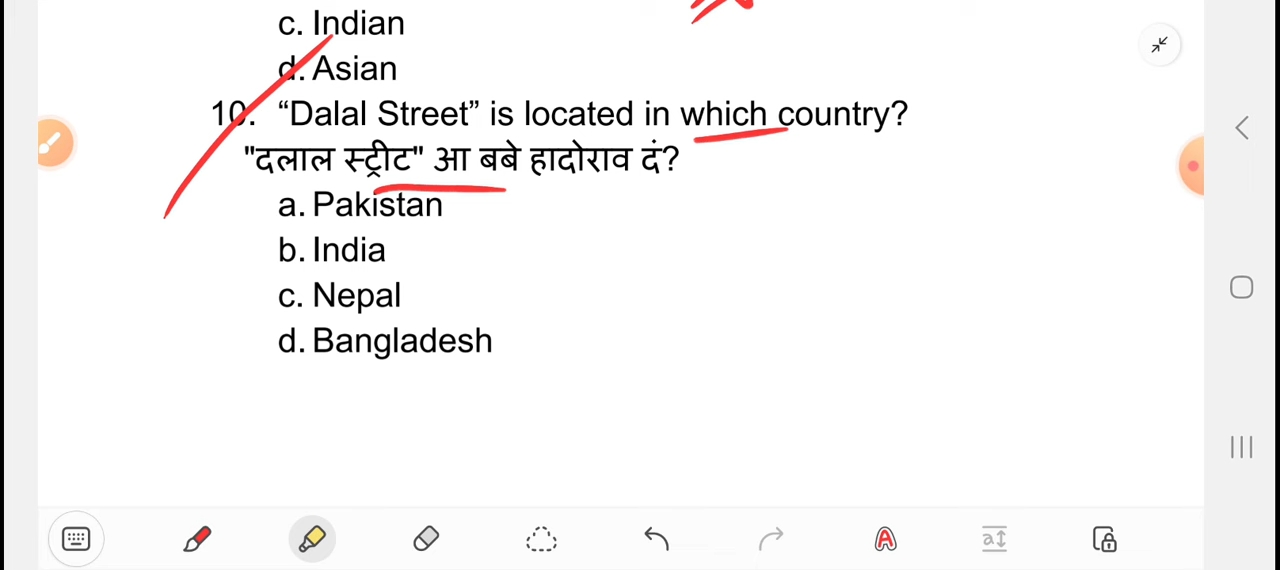 c. Indian
d. Asian
10. “Dalal Street” is located in which country?
"दलाल स्ट्रीट" आ बबे हादोराव दं?
a. Pakistan
b. India
c. Nepal
d. Bangladesh
A
a